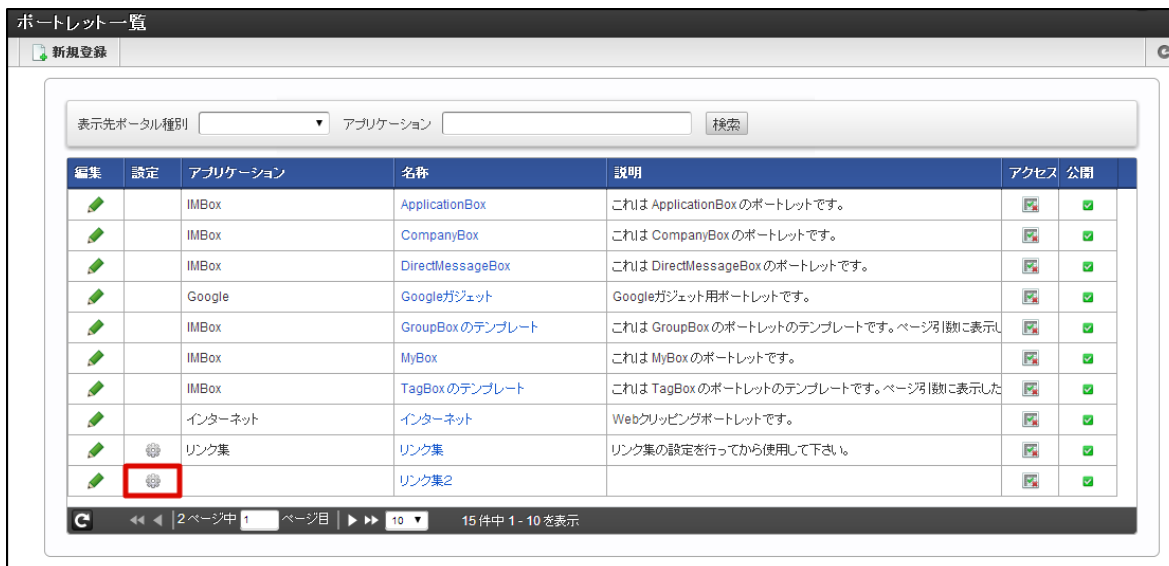 ポートレット一覧
新規登録
表示先ポータル種別 アプリケーション 検索
編集 設定 アプリケーション 名称 説明 アクセス 公開
IMBox ApplicationBox これは ApplicationBox のポートレットです。
IMBox CompanyBox これは CompanyBox のポートレットです。
IMBox DirectMessageBox これは DirectMessageBox のポートレットです。
Google Googleガジェット Googleガジェット用ポートレットです。
IMBox GroupBox のテンプレート これは GroupBox のポートレットのテンプレートです。ページ引数に表示し
IMBox MyBox これは MyBox のポートレットです。
IMBox TagBox のテンプレート これは TagBox のポートレットのテンプレートです。ページ引数に表示した
インターネット インターネット Webクリッピングポートレットです。
リンク集 リンク集 リンク集の設定を行ってから使用して下さい。
リンク集2
2ページ中 1 ページ目 10 15 件中 1 - 10 を表示